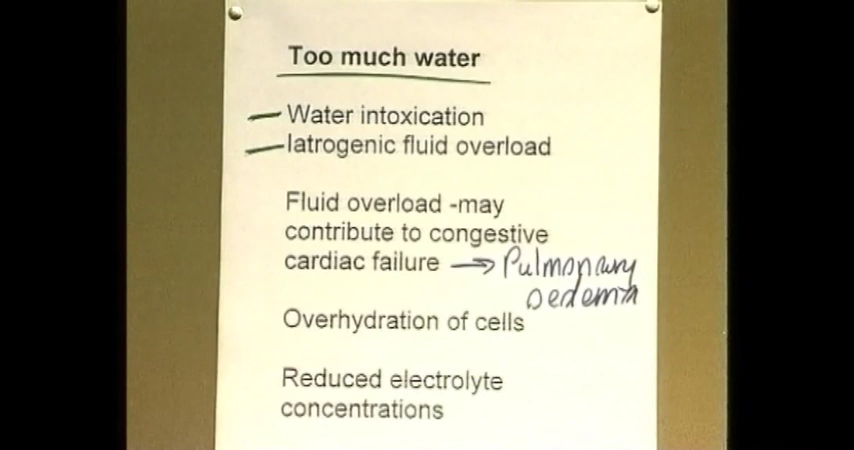 Too much water
Water intoxication
Iatrogenic fluid overload
Fluid overload -may
contribute to congestive
cardiac failure → Pulmonary
oedema
Overhydration of cells
Reduced electrolyte
concentrations